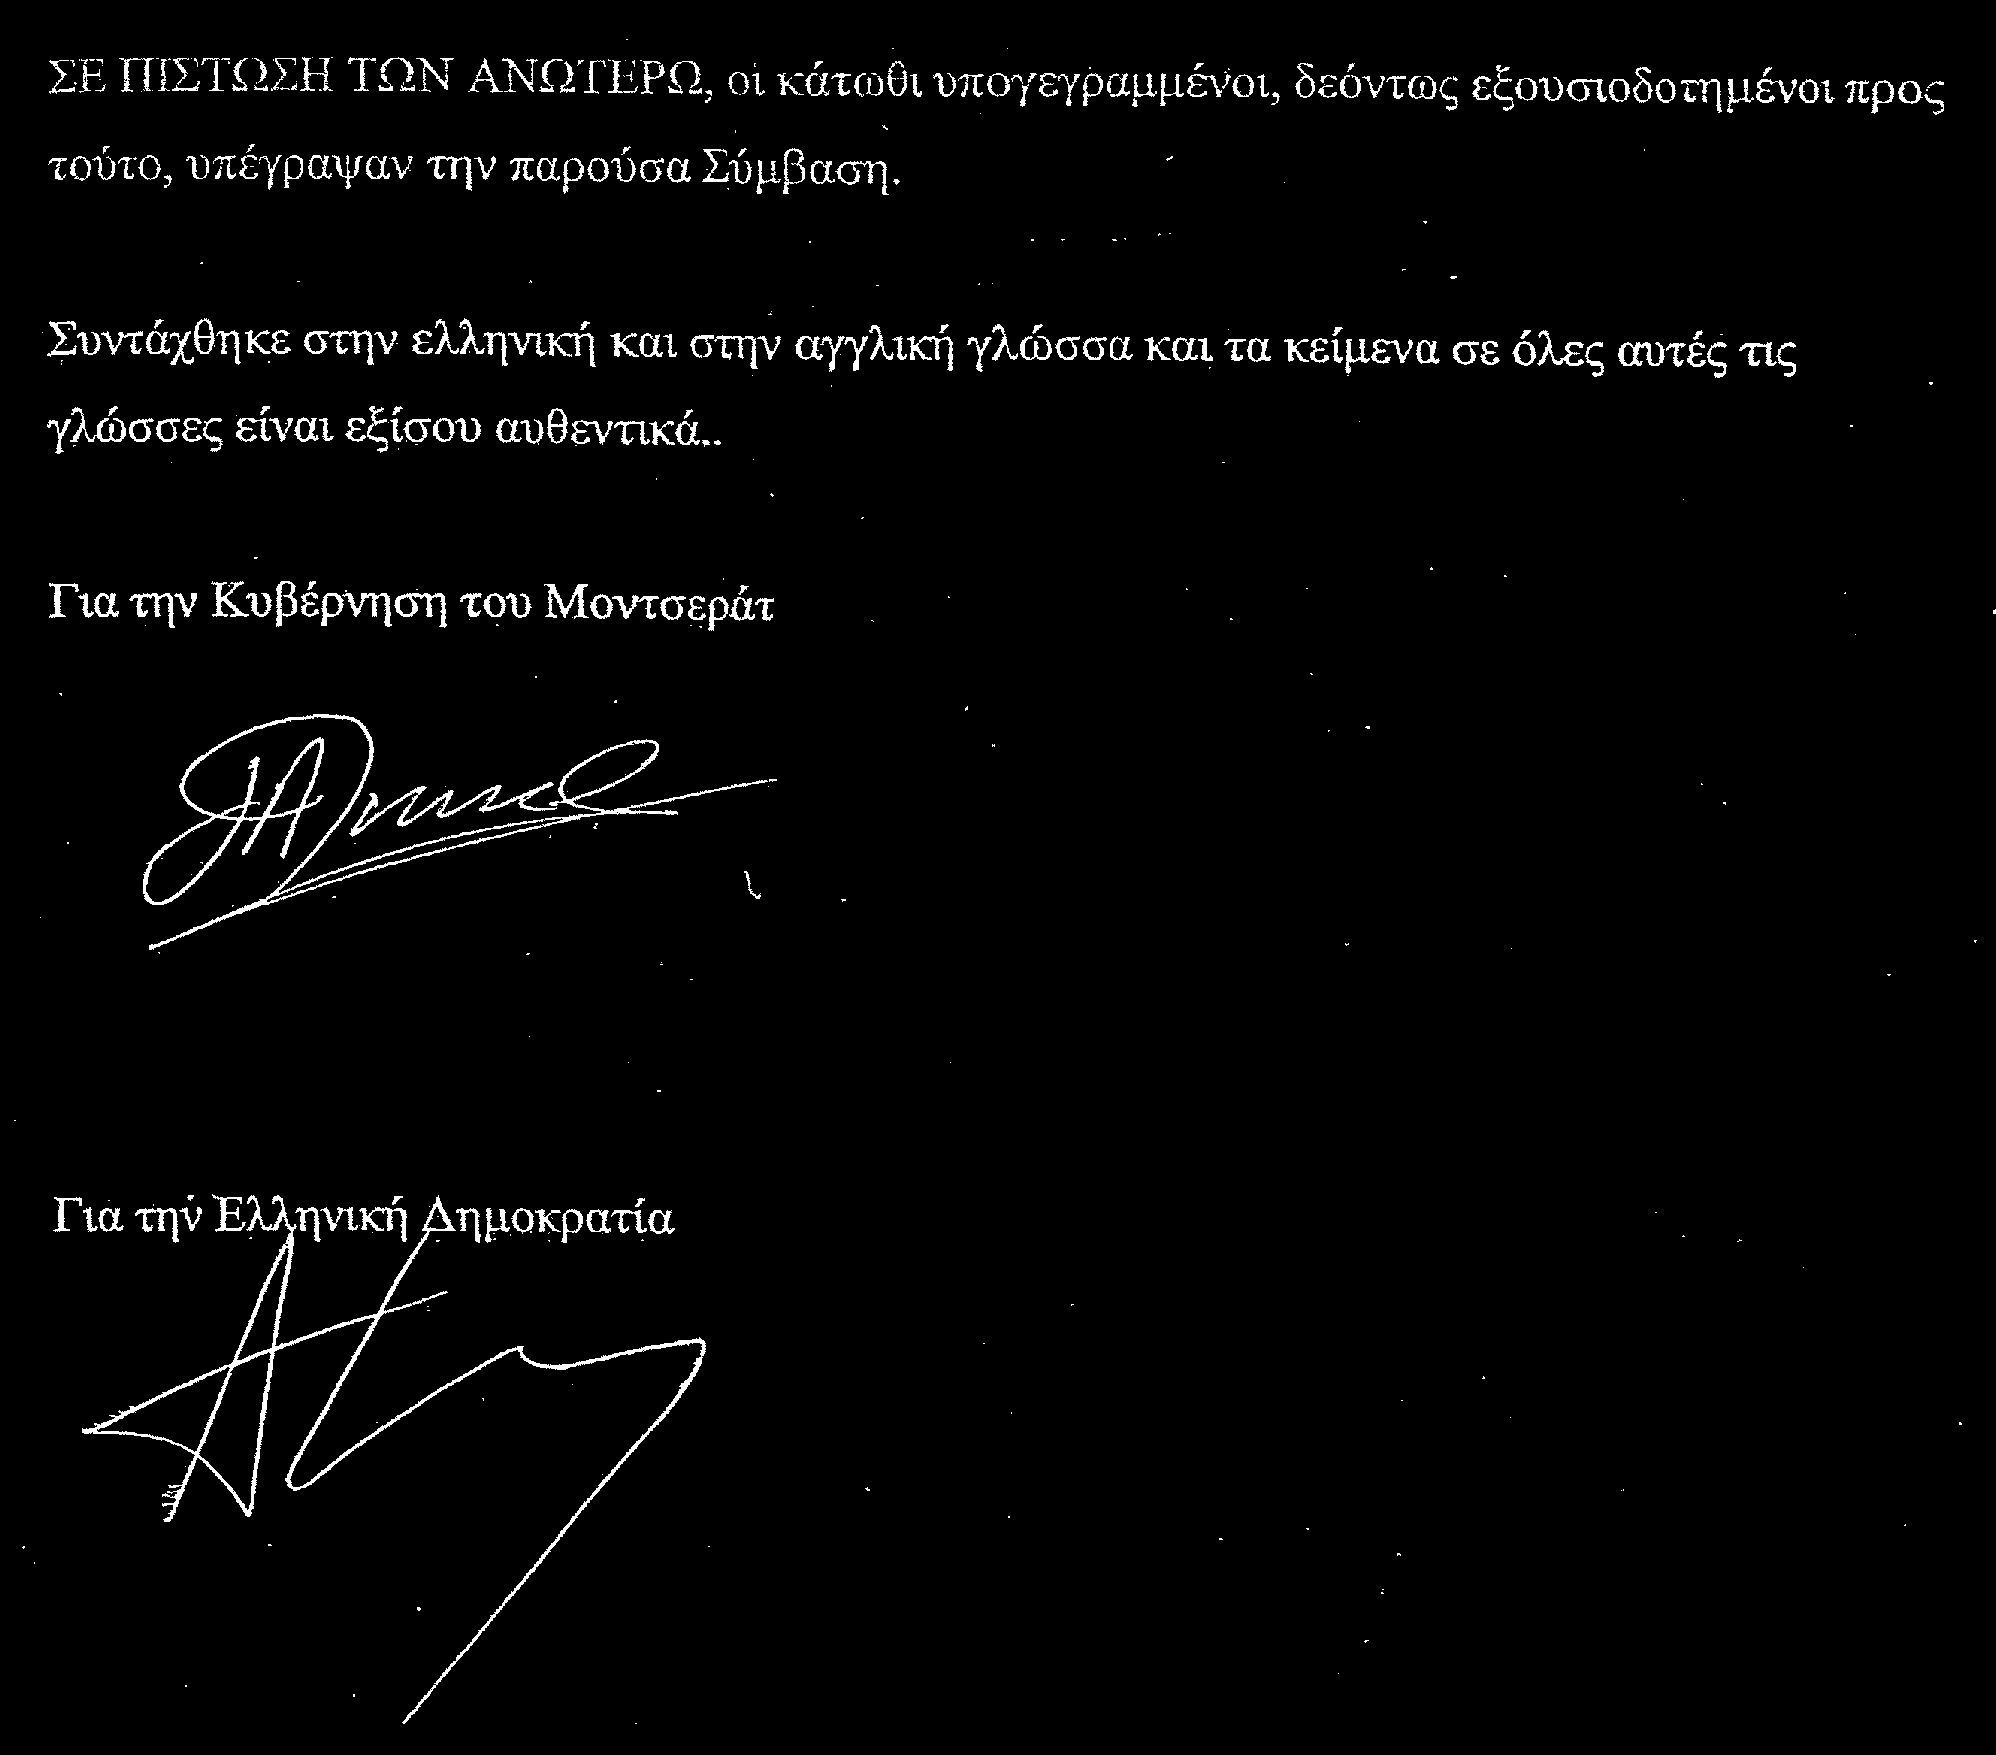 ΣΕ ΠΙΣΤΩΣΗ ΤΩΝ ΑΝΩΤΕΡΩ, οι κάτωθι υπογεγραμμένοι, δεόντως εξουσιοδοτημένοι προς
τούτο, υπέγραψαν την παρούσα Σύμβαση.
Συντάχθηκε στην ελληνική και στην αγγλική γλώσσα και τα κείμενα σε όλες αυτές τις
γλώσσες είναι εξίσου αυθεντικά..
Για την Κυβέρνηση του Μοντσεράτ
Για την Ελληνική Δημοκρατία